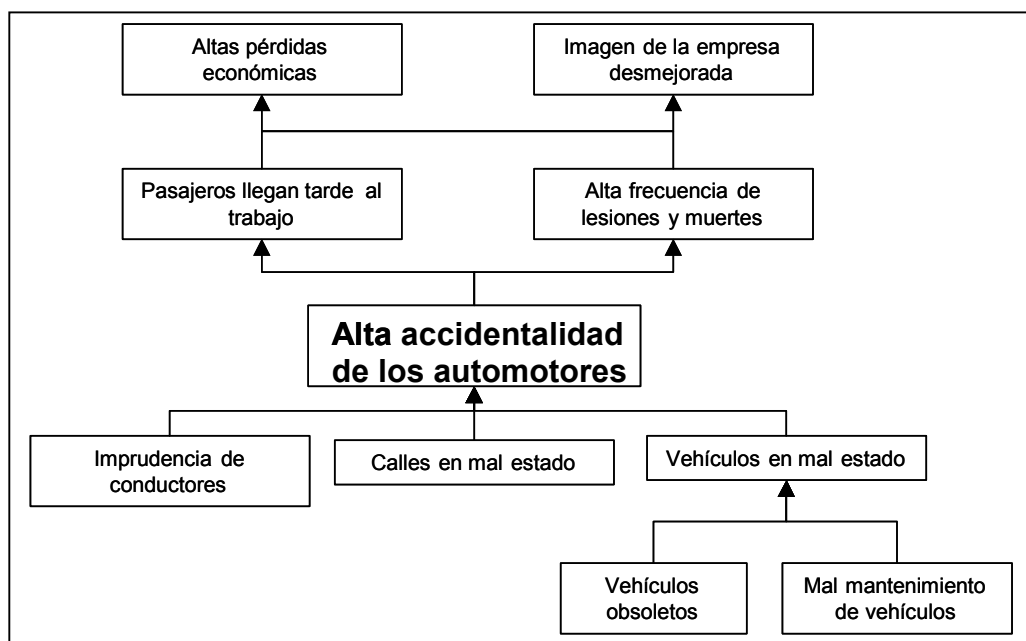 Altas pérdidas
económicas
Imagen de la empresa
desmejorada
Pasajeros llegan tarde al
trabajo
Alta frecuencia de
lesiones y muertes
Alta accidentalidad
de los automotores
Imprudencia de
conductores
Calles en mal estado
Vehículos en mal estado
Vehículos
obsoletos
Mal mantenimiento
de vehículos